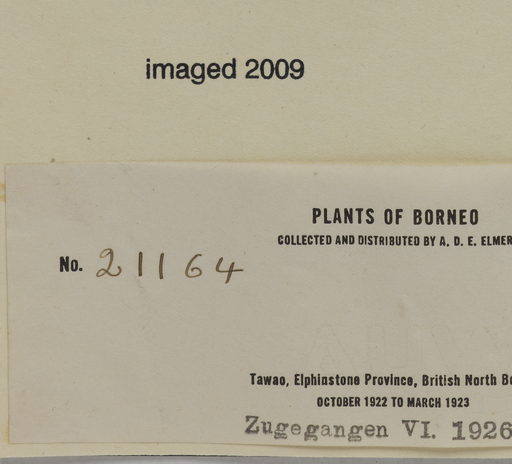 imaged 2009
PLANTS OF BORNEO
COLLECTED AND DISTRIBUTED BY A. D. E. ELMER
No. 21164
Tawao, Elphinstone Province, British North
OCTOBER 1922 TO MARCH 1923
Zugegangen VI. 1926